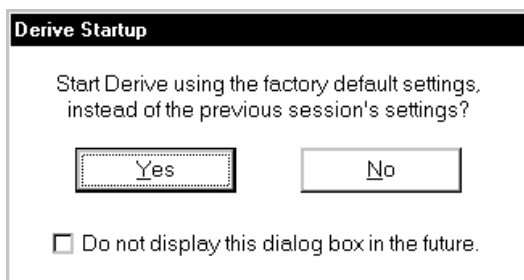 Derive Startup
Start Derive using the factory default settings,
instead of the previous session's settings?
Yes No
Do not display this dialog box in the future.